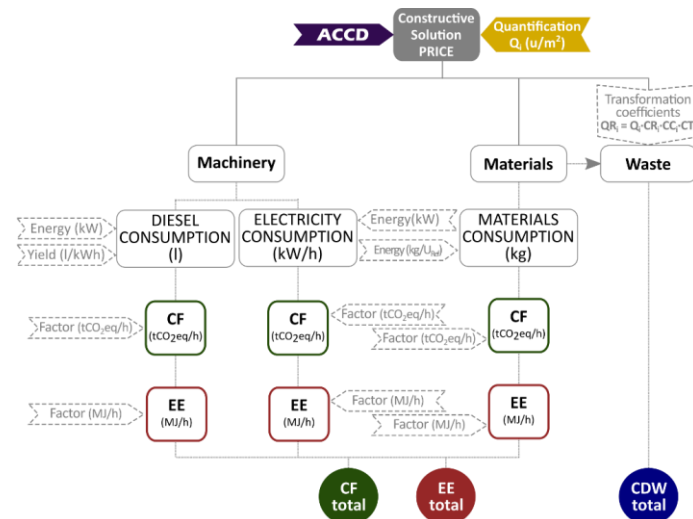 ACCD
Constructive
Solution
PRICE
Quantification
Qi (u/m²)
Transformation
coefficients
QRi = Qi·CRi·CCi·CT
Machinery
Materials
Waste
Energy (kW)
Yield (l/kWh)
DIESEL
CONSUMPTION
(l)
ELECTRICITY
CONSUMPTION
(kW/h)
Energy(kW)
Energy (kg/Uref)
MATERIALS
CONSUMPTION
(kg)
Factor (tCO2eq/h)
CF
(tCO2eq/h)
CF
(tCO2eq/h)
Factor (tCO2eq/h)
Factor (tCO2eq/h)
CF
(tCO2eq/h)
Factor (MJ/h)
EE
(MJ/h)
EE
(MJ/h)
Factor (MJ/h)
Factor (MJ/h)
EE
(MJ/h)
CF
total
EE
total
CDW
total